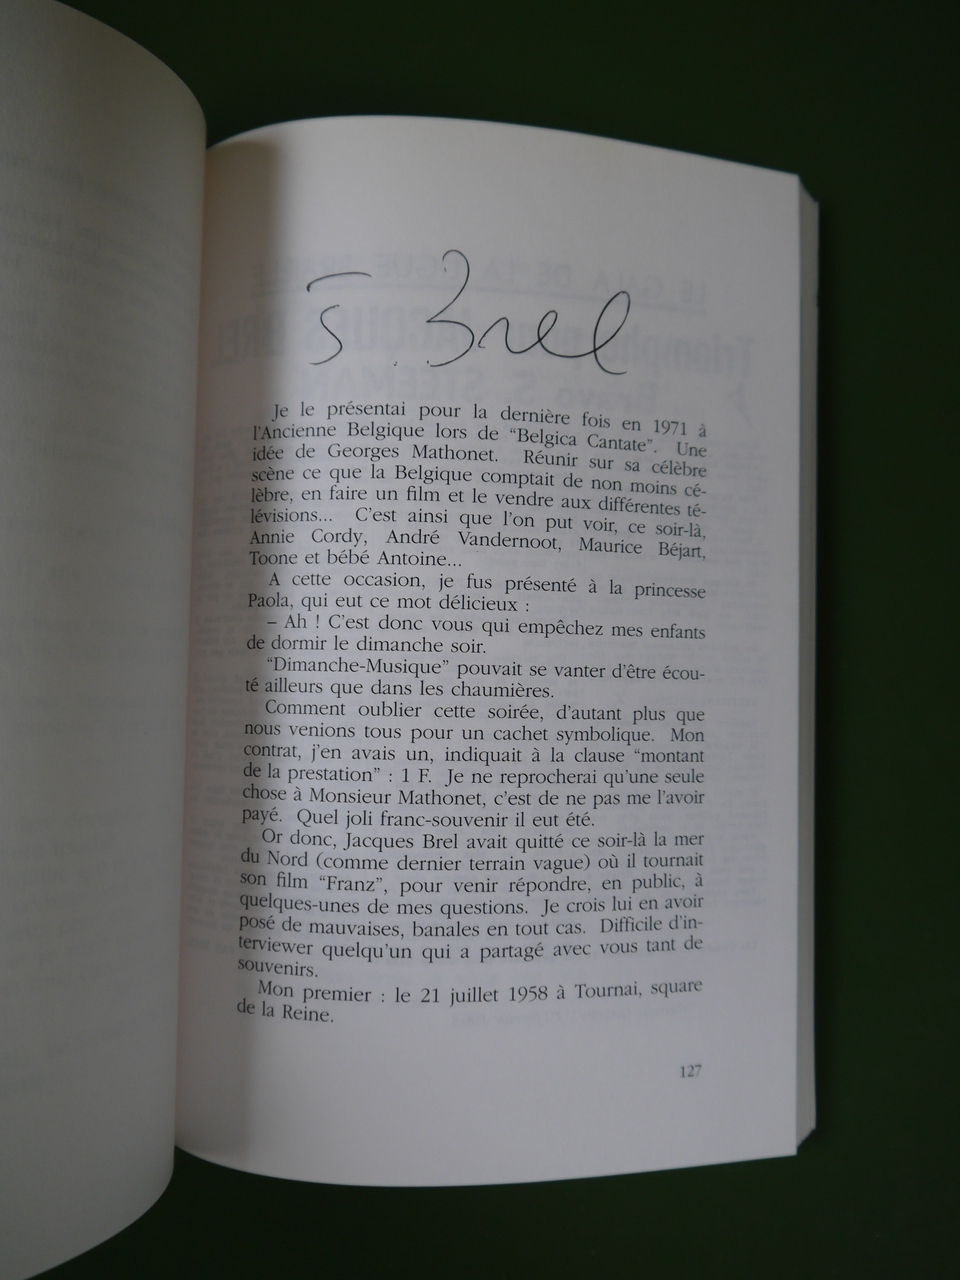 J. Brel
Je le présentai pour la dernière fois en 1971 à
l'Ancienne Belgique lors de “Belgica Cantate”. Une
idée de Georges Mathonet. Réunir sur sa célèbre
scène ce que la Belgique comptait de non moins cé-
lèbre, en faire un film et le vendre aux différentes té-
lévisions... C'est ainsi que l'on put voir, ce soir-là,
Annie Cordy, André Vandernoot, Maurice Béjart,
Toone et bébé Antoine...
A cette occasion, je fus présenté à la princesse
Paola, qui eut ce mot délicieux :
– Ah ! C'est donc vous qui empêchez mes enfants
de dormir le dimanche soir.
“Dimanche-Musique” pouvait se vanter d'être écou-
té ailleurs que dans les chaumières.
Comment oublier cette soirée, d'autant plus que
nous venions tous pour un cachet symbolique. Mon
contrat, j'en avais un, indiquait à la clause “montant
de la prestation” : 1 F. Je ne reprocherai qu'une seule
chose à Monsieur Mathonet, c'est de ne pas me l'avoir
payé. Quel joli franc-souvenir il eut été.
Or donc, Jacques Brel avait quitté ce soir-là la mer
du Nord (comme dernier terrain vague) où il tournait
son film “Franz”, pour venir répondre, en public, à
quelques-unes de mes questions. Je crois lui en avoir
posé de mauvaises, banales en tout cas. Difficile d'in-
terviewer quelqu'un qui a partagé avec vous tant de
souvenirs.
Mon premier : le 21 juillet 1958 à Tournai, square
de la Reine.
127